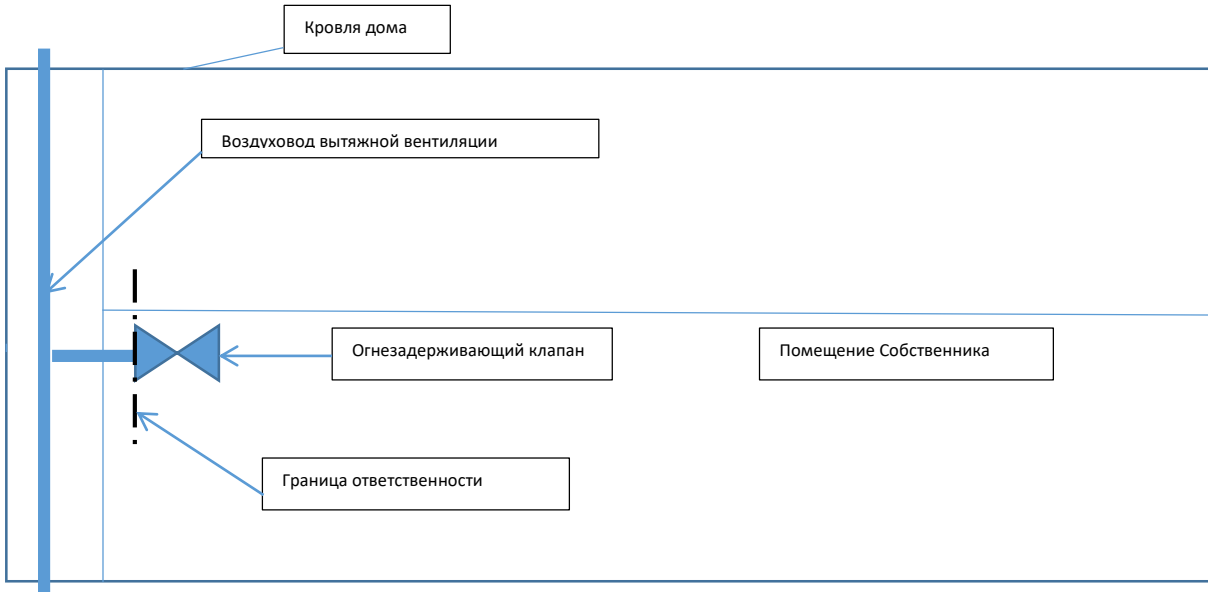 Кровля дома
Воздуховод вытяжной вентиляции
Огнезадерживающий клапан
Помещение Собственника
Граница ответственности